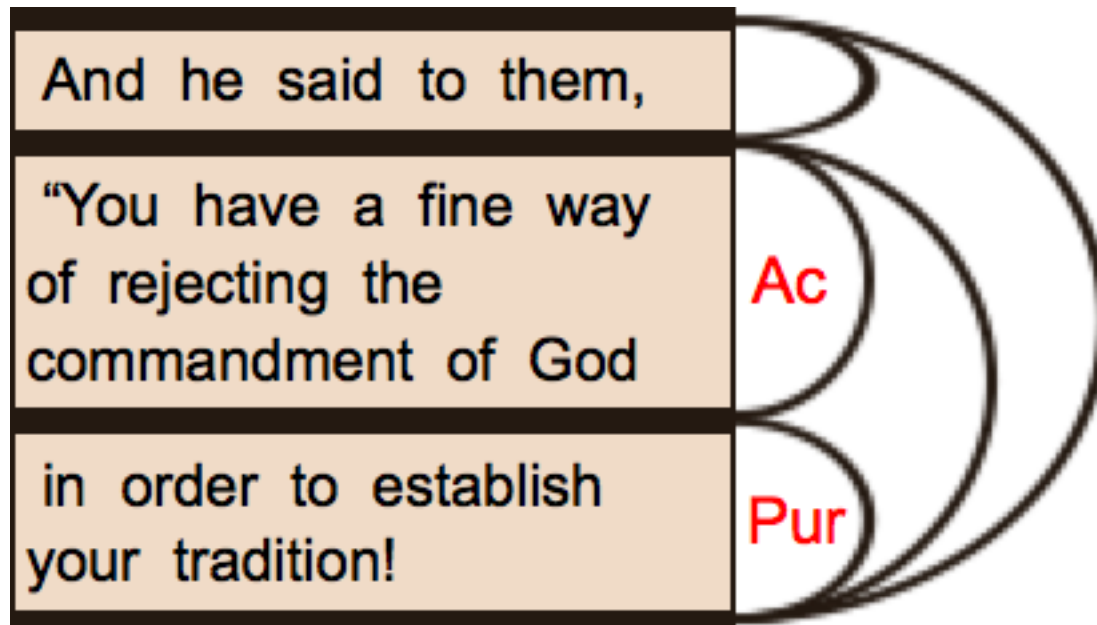 And he said to them,
“You have a fine way
of rejecting the
commandment of God
Ac
in order to establish
your tradition!
Pur